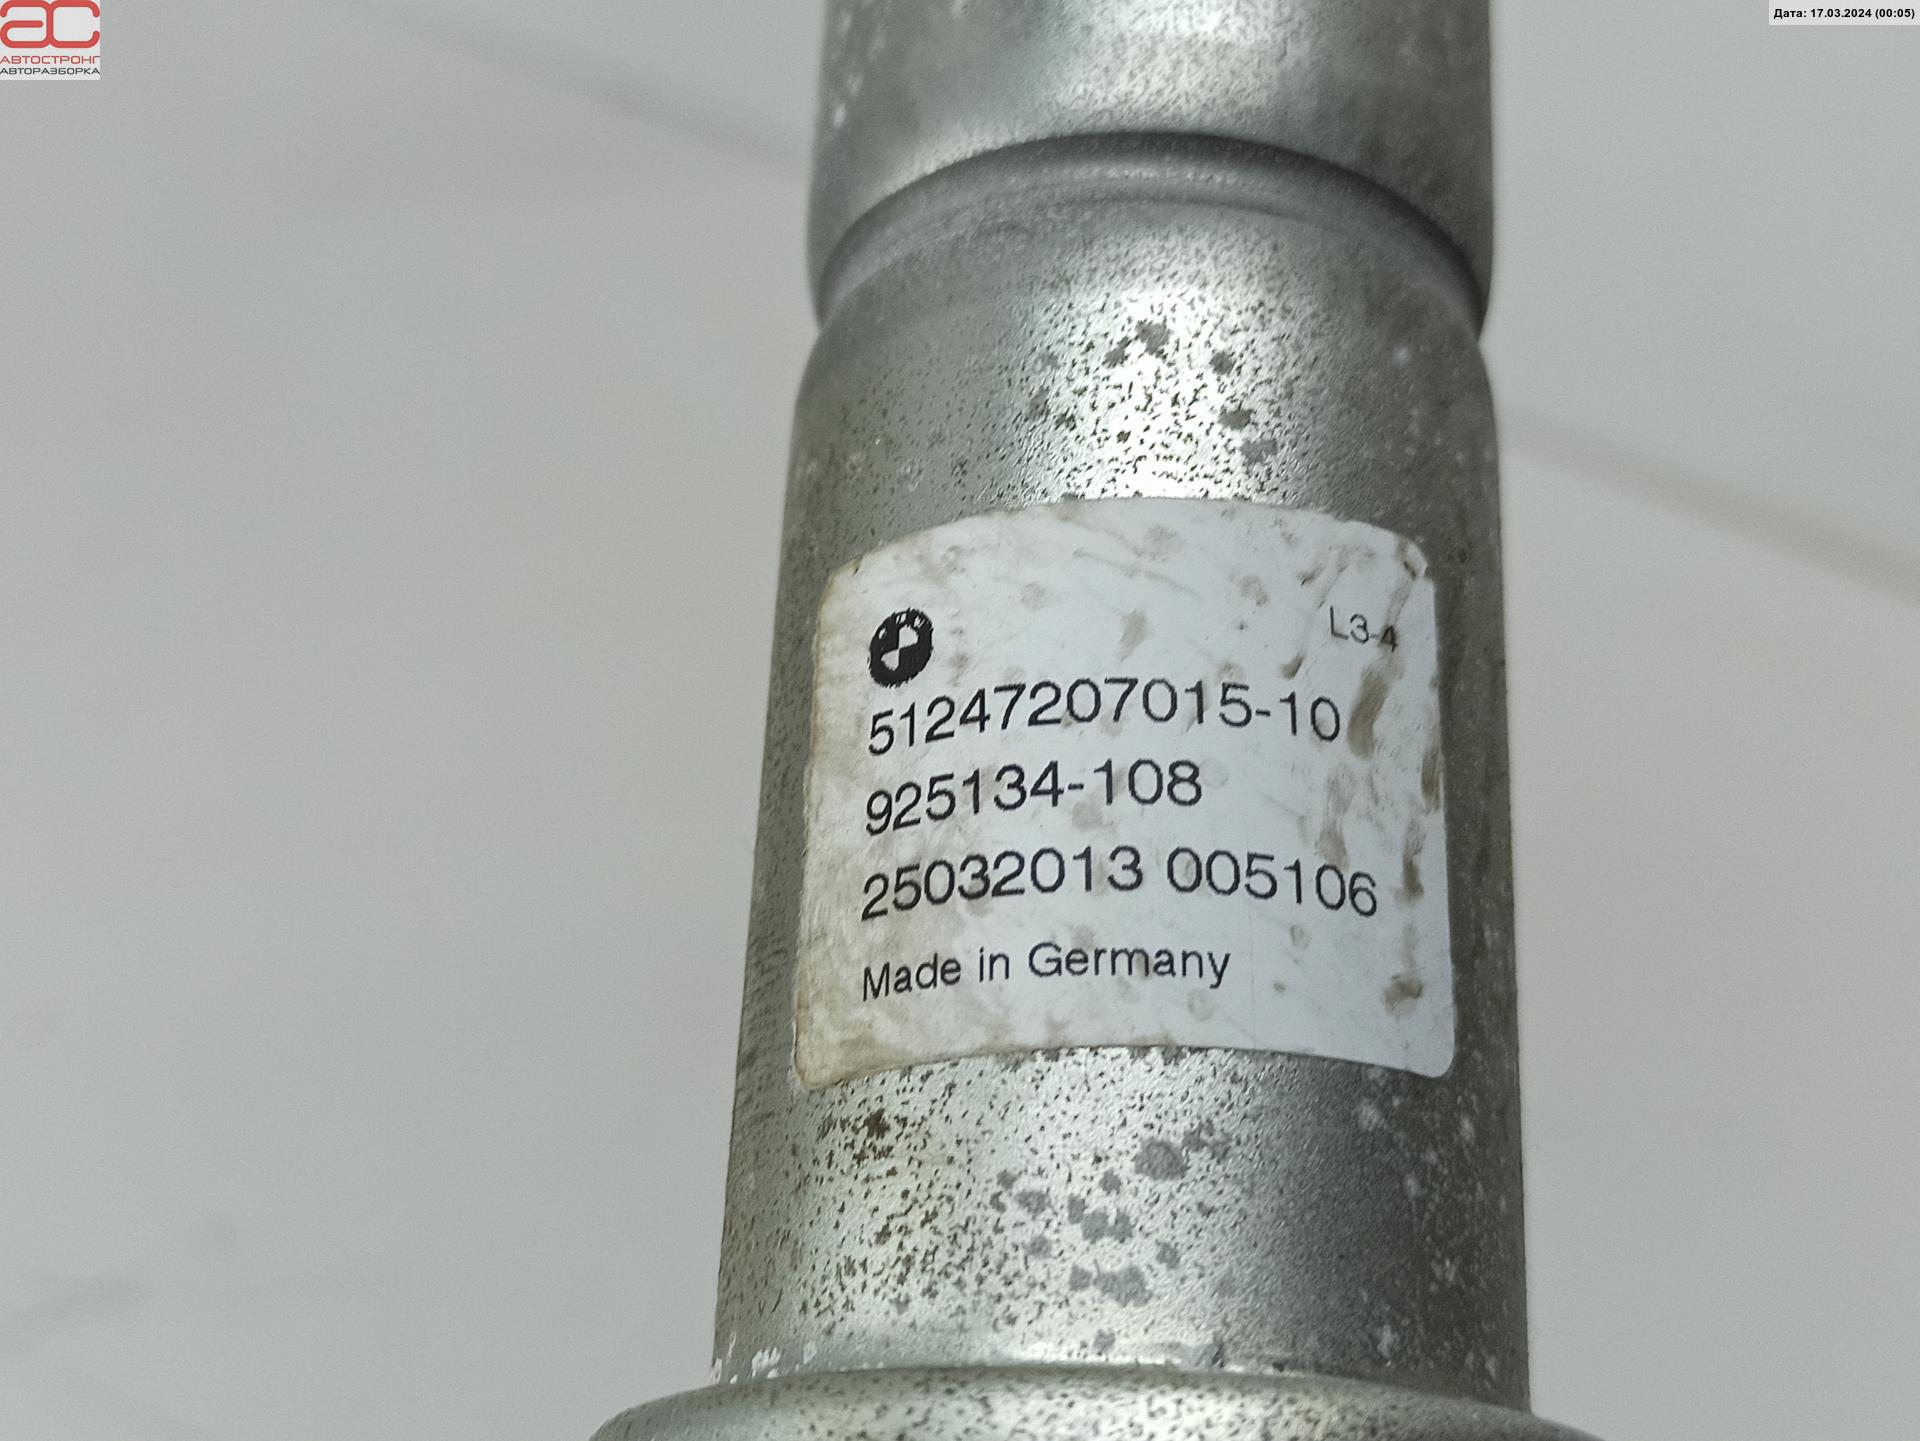 ac
АВТОСТРОНГ
АВТОРАЗБОРКА
Дата: 17.03.2024 (00:05)
L3-4
51247207015-10
925134-108
25032013 005106
Made in Germany